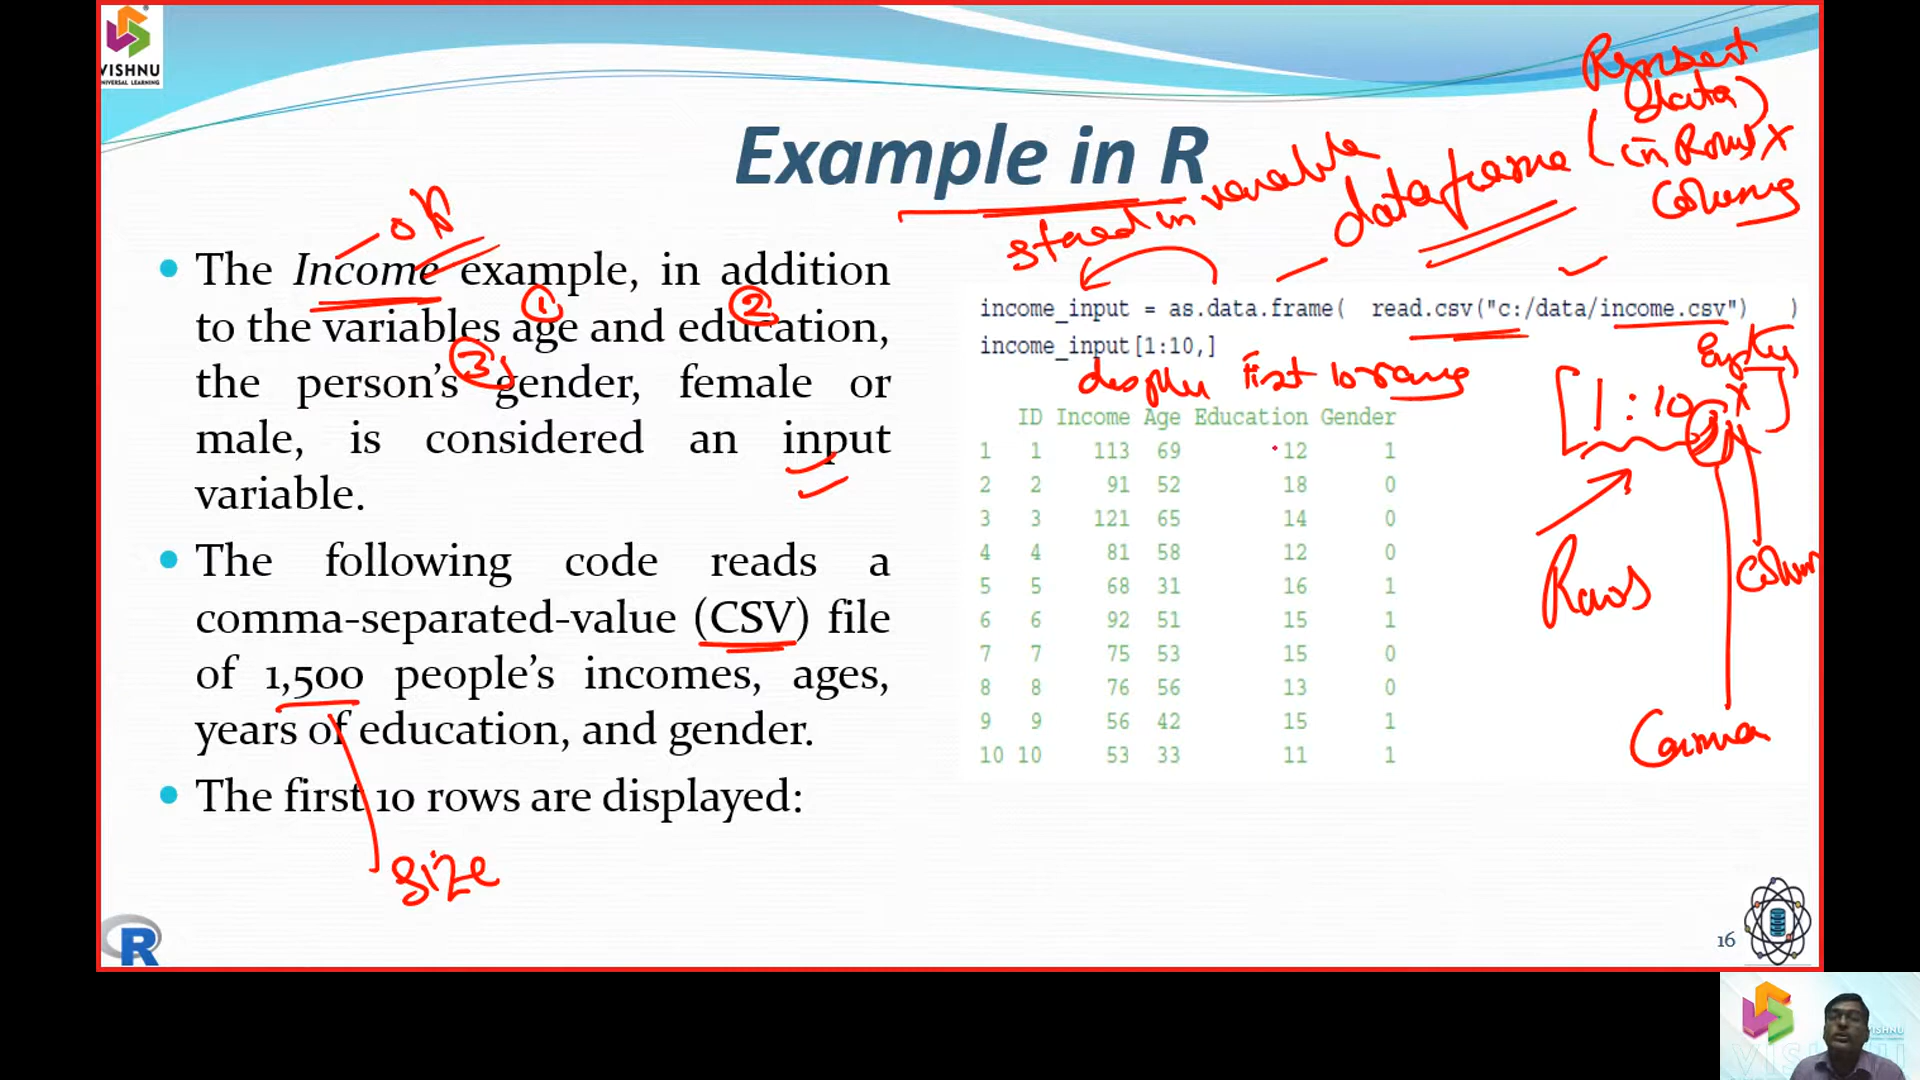 VISHNU
UNIVERSAL LEARNING
Example in R
The Income example, in addition
to the variables age and education,
the person's gender, female or
male, is considered an input
variable.
The following code reads a
comma-separated-value (CSV) file
of 1,500 people's incomes, ages,
years of education, and gender.
The first 10 rows are displayed:
1
2
3
size
stored in variable
dataframe
data
in Rows x
columns
income_input = as.data.frame( read.csv("c:/data/income.csv") )
income_input[1:10,]
First 10 rows
Empty
[1:10, x]
Rows
column
Comma
ID Income Age Education Gender
1 1 113 69 12 1
2 2 91 52 18 0
3 3 121 65 14 0
4 4 81 58 12 0
5 5 68 31 16 1
6 6 92 51 15 1
7 7 75 53 15 0
8 8 76 56 13 0
9 9 56 42 15 1
10 10 53 33 11 1
R
16
VISHNU